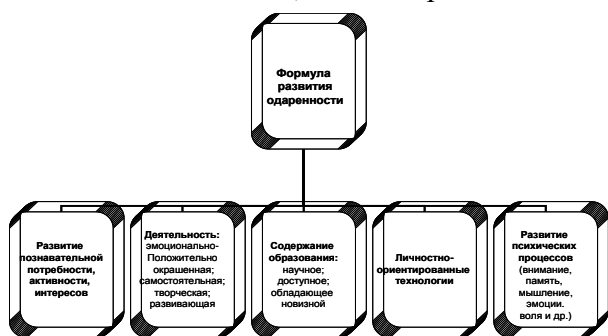 Формула
развития
одаренности
Развитие
познавательной
потребности,
активности,
интересов
Деятельность:
эмоционально-
Положительно
окрашенная;
самостоятельная;
творческая;
развивающая
Содержание
образования:
научное;
доступное;
обладающее
новизной
Личностно-
ориентированные
технологии
Развитие
психических
процессов
(внимание,
память,
мышление,
эмоции.
воля и др.)